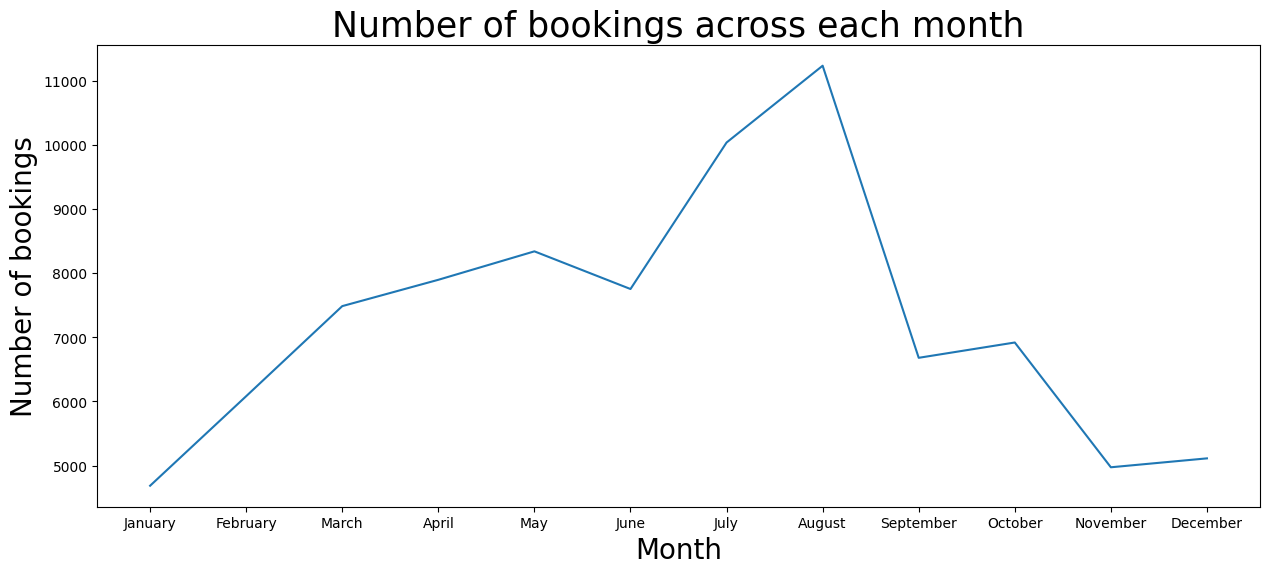 Number of bookings across each month
Number of bookings
11000
10000
9000
8000
7000
6000
5000
January February March April May June July August September October November December
Month